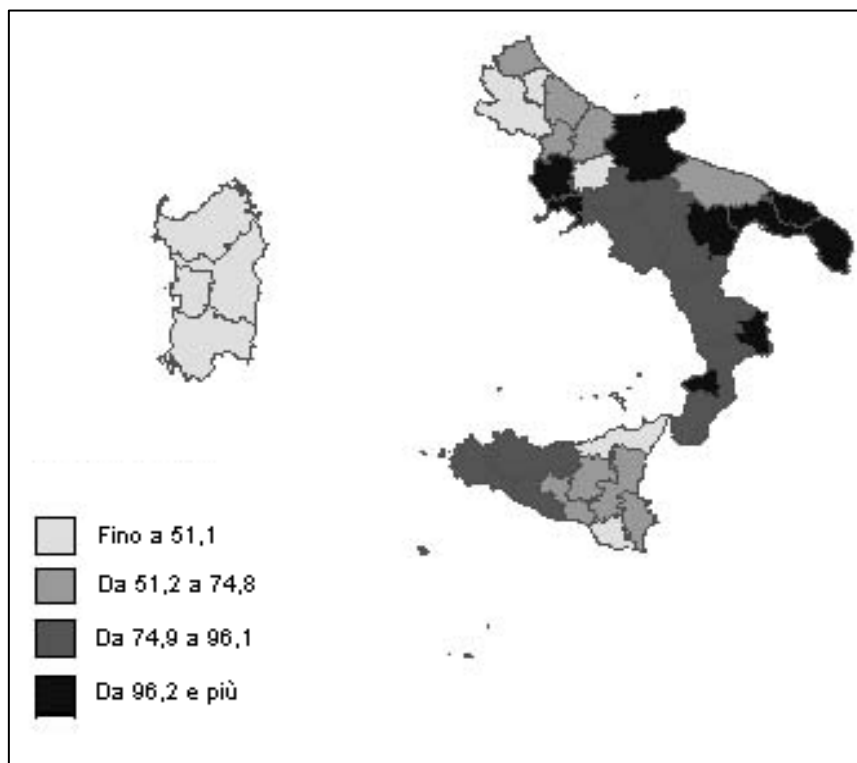 Fino a 51,1
Da 51,2 a 74,8
Da 74,9 a 96,1
Da 96,2 e più